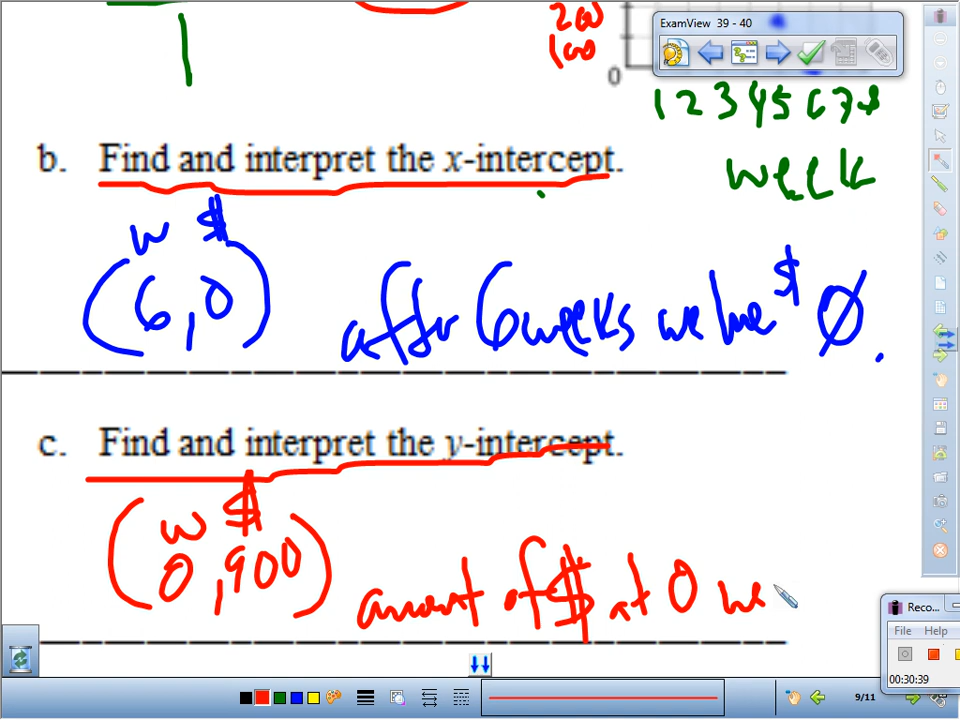 200
100
0
ExamView 39 - 40
1 2 3 4 5 6 7 8
week
b. Find and interpret the x-intercept.
w $
(6,0) after 6 weeks we have $ 0.
c. Find and interpret the y-intercept.
w $
(0,900) amount of $ at 0 we
Reco...
File Help
00:30:39
9/11